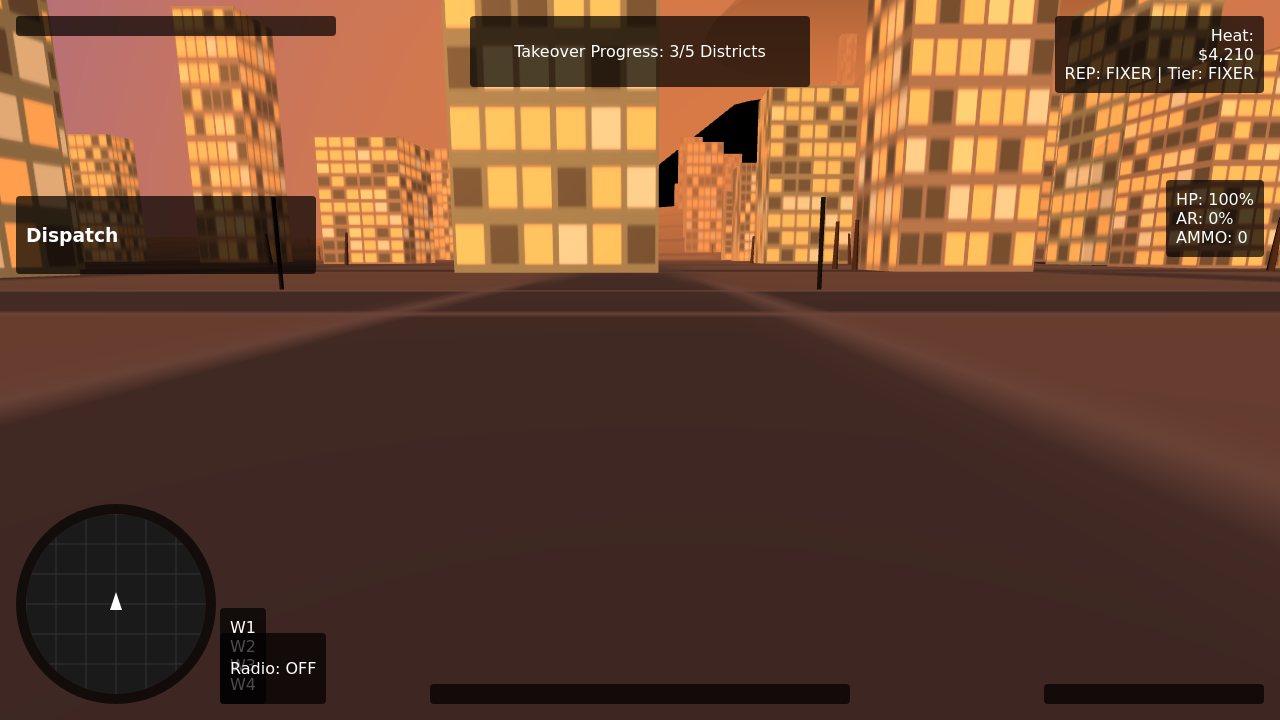 Takeover Progress: 3/5 Districts
Heat:
$4,210
REP: FIXER | Tier: FIXER
HP: 100%
AR: 0%
AMMO: 0
Dispatch
W1
W2
W3
Radio: OFF
W4